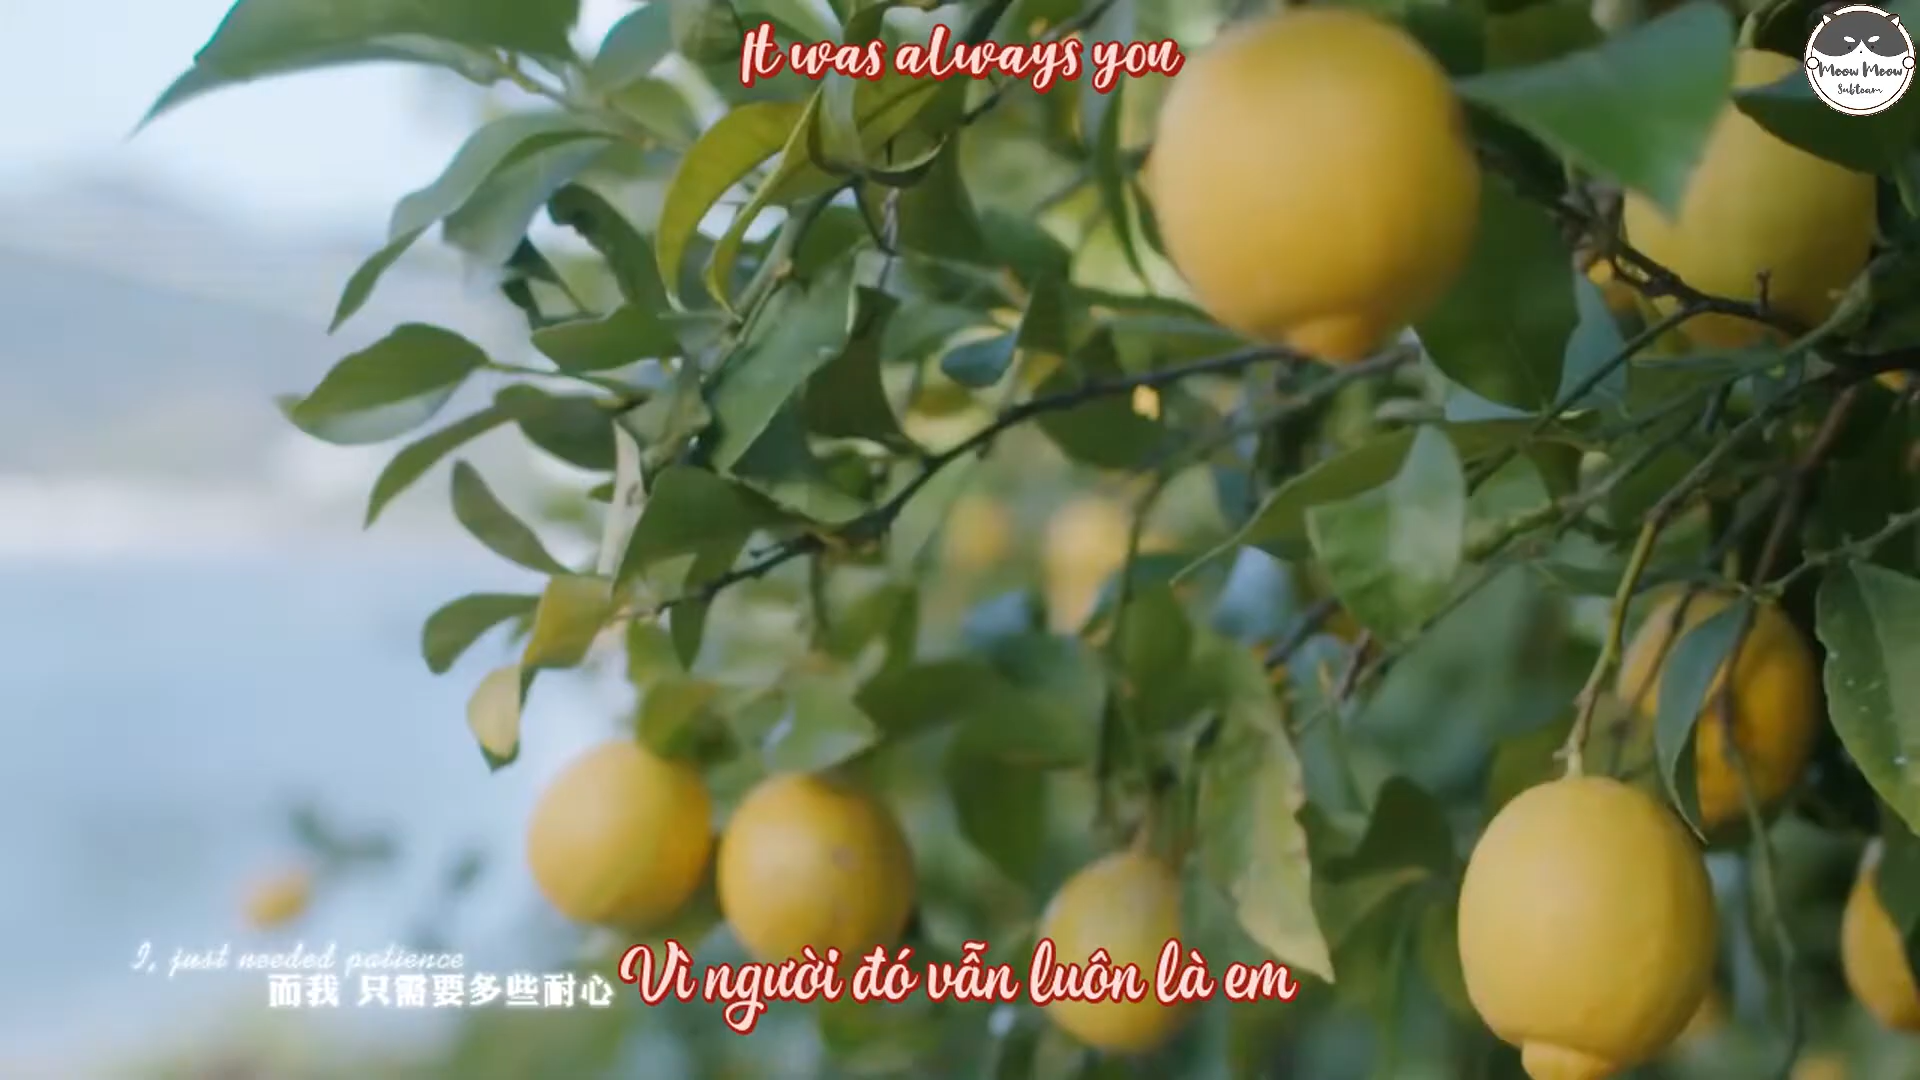 It was always you
Meow Meow
Subteam
I, just needed patience
而我 只需要多些耐心
Vì người đó vẫn luôn là em